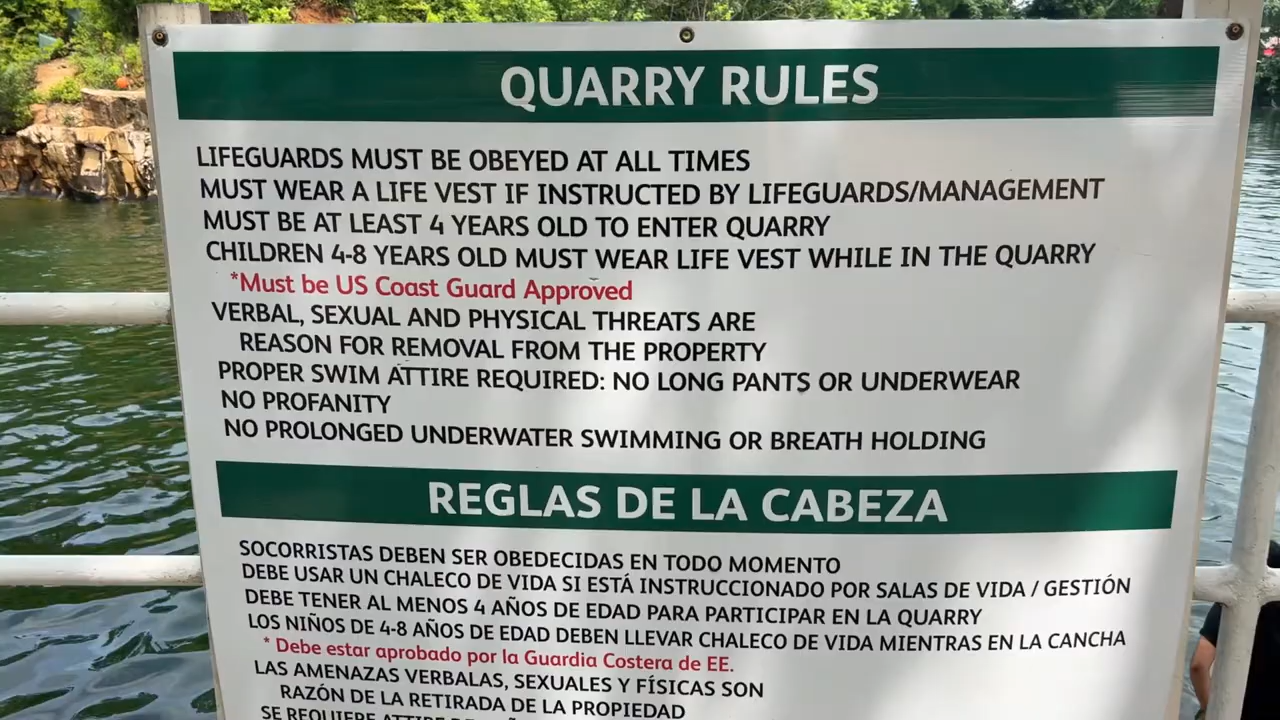 QUARRY RULES
LIFEGUARDS MUST BE OBEYED AT ALL TIMES
MUST WEAR A LIFE VEST IF INSTRUCTED BY LIFEGUARDS/MANAGEMENT
MUST BE AT LEAST 4 YEARS OLD TO ENTER QUARRY
CHILDREN 4-8 YEARS OLD MUST WEAR LIFE VEST WHILE IN THE QUARRY
*Must be US Coast Guard Approved
VERBAL, SEXUAL AND PHYSICAL THREATS ARE
REASON FOR REMOVAL FROM THE PROPERTY
PROPER SWIM ATTIRE REQUIRED: NO LONG PANTS OR UNDERWEAR
NO PROFANITY
NO PROLONGED UNDERWATER SWIMMING OR BREATH HOLDING
REGLAS DE LA CABEZA
SOCORRISTAS DEBEN SER OBEDECIDAS EN TODO MOMENTO
DEBE USAR UN CHALECO DE VIDA SI ESTÁ INSTRUCCIONADO POR SALAS DE VIDA / GESTIÓN
DEBE TENER AL MENOS 4 AÑOS DE EDAD PARA PARTICIPAR EN LA QUARRY
LOS NIÑOS DE 4-8 AÑOS DE EDAD DEBEN LLEVAR CHALECO DE VIDA MIENTRAS EN LA CANCHA
* Debe estar aprobado por la Guardia Costera de EE.
LAS AMENAZAS VERBALAS, SEXUALES Y FÍSICAS SON
RAZÓN DE LA RETIRADA DE LA PROPIEDAD
SE REQUIERE